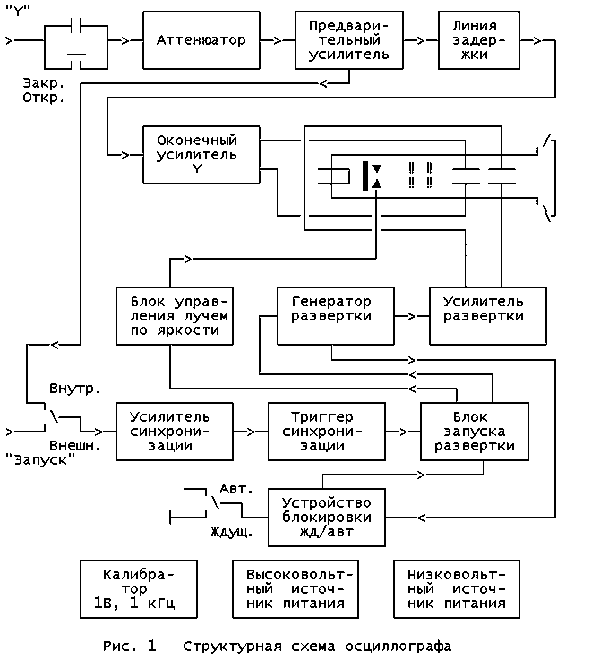 "Y"
Закр.
Откр.
Аттенюатор
Предвари-
тельный
усилитель
Линия
задер-
жки
Оконечный
усилитель
Y
Блок управ-
ления лучем
по яркости
Генератор
развертки
Усилитель
развертки
Внутр.
Внешн.
"Запуск"
Усилитель
синхрони-
зации
Триггер
синхрони-
зации
Блок
запуска
развертки
Авт.
Ждущ.
Устройство
блокировки
жд/авт
Калибра-
тор
1В, 1 кГц
Высоковольт-
ный источ-
ник питания
Низковольт-
ный источ-
ник питания
Рис. 1 Структурная схема осциллографа